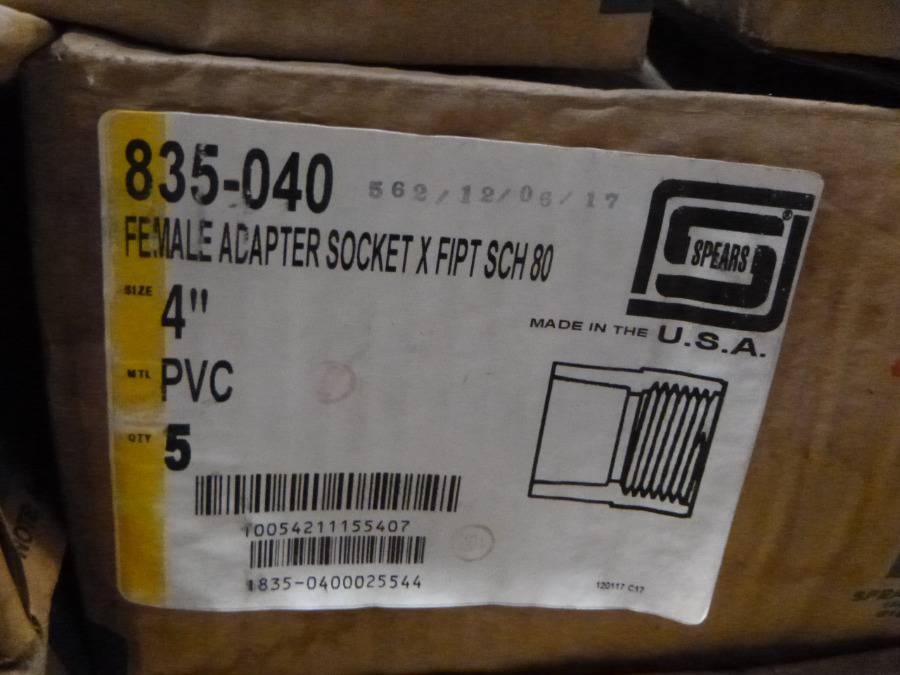 835-040
562/12/06/17
FEMALE ADAPTER SOCKET X FIPT SCH 80
SPEARS
®
SIZE
4"
MADE IN THE U.S.A.
MTL
PVC
QTY
5
10054211155407
1835-0400025544
120117 C17